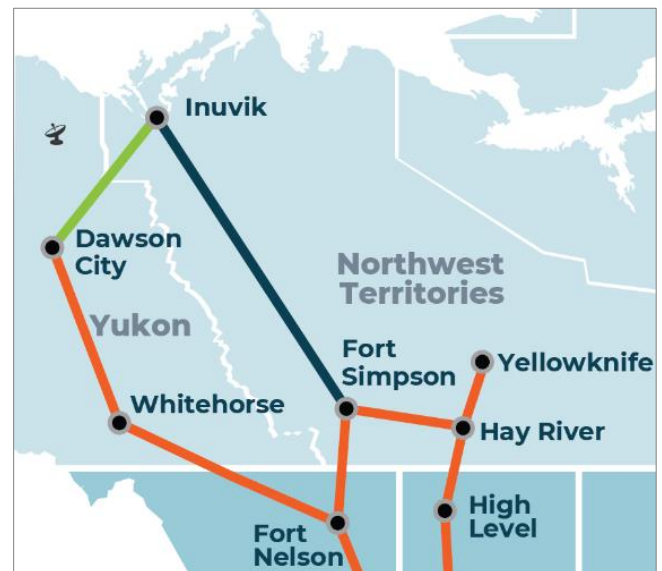 Inuvik
Dawson
City
Northwest
Territories
Yukon
Fort
Simpson
Yellowknife
Whitehorse
Hay River
High
Level
Fort
Nelson